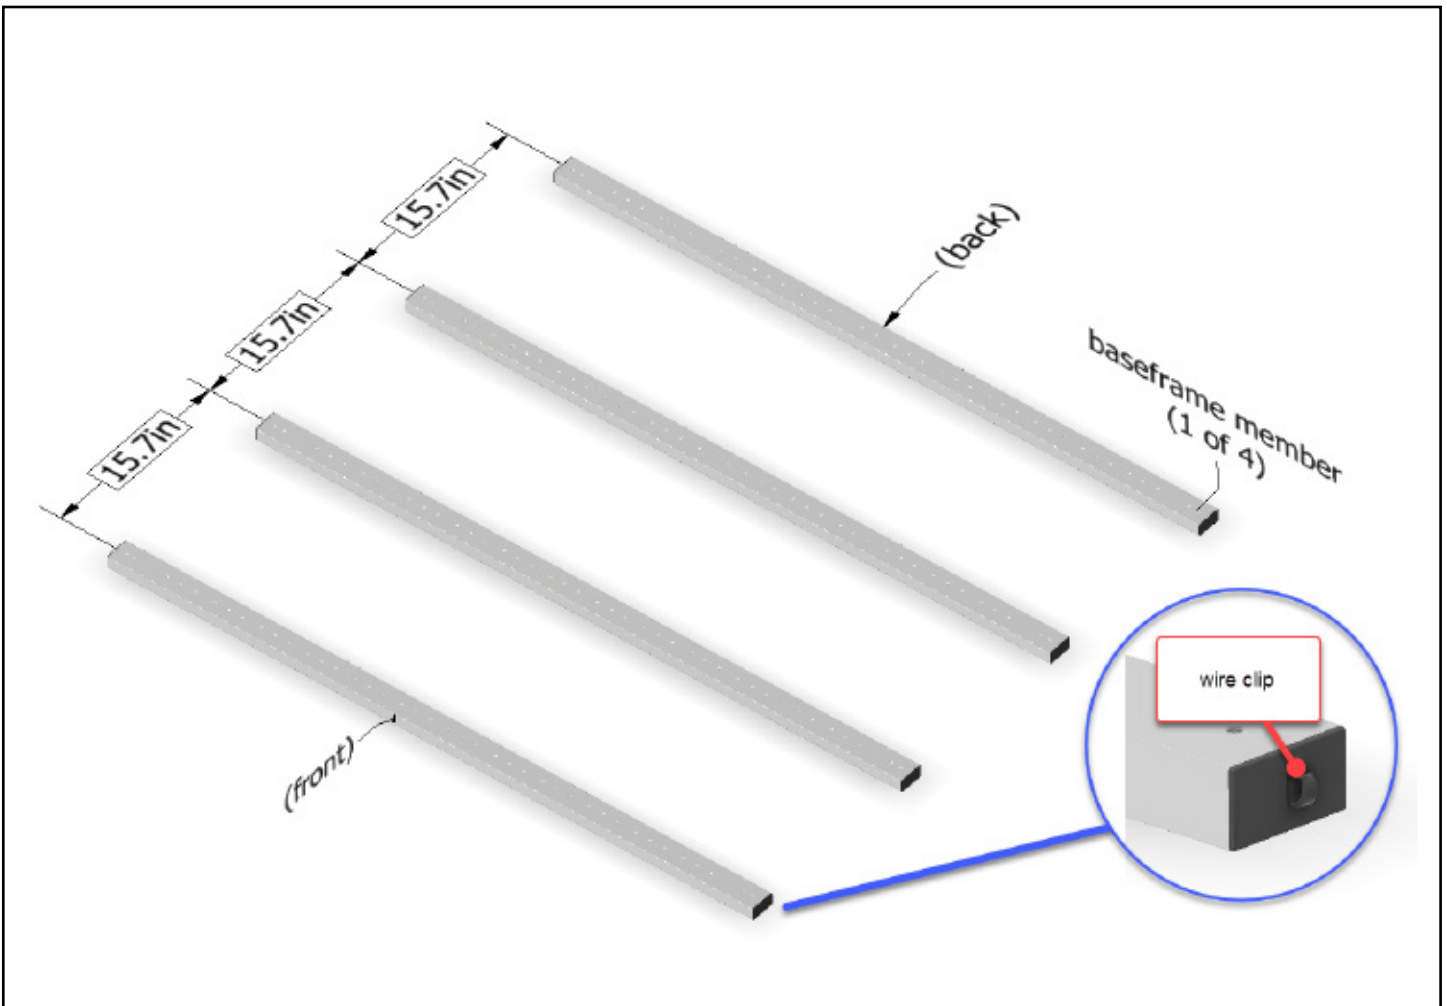 15.7in
(back)
15.7in
baseframe member
(1 of 4)
15.7in
wire clip
(front)